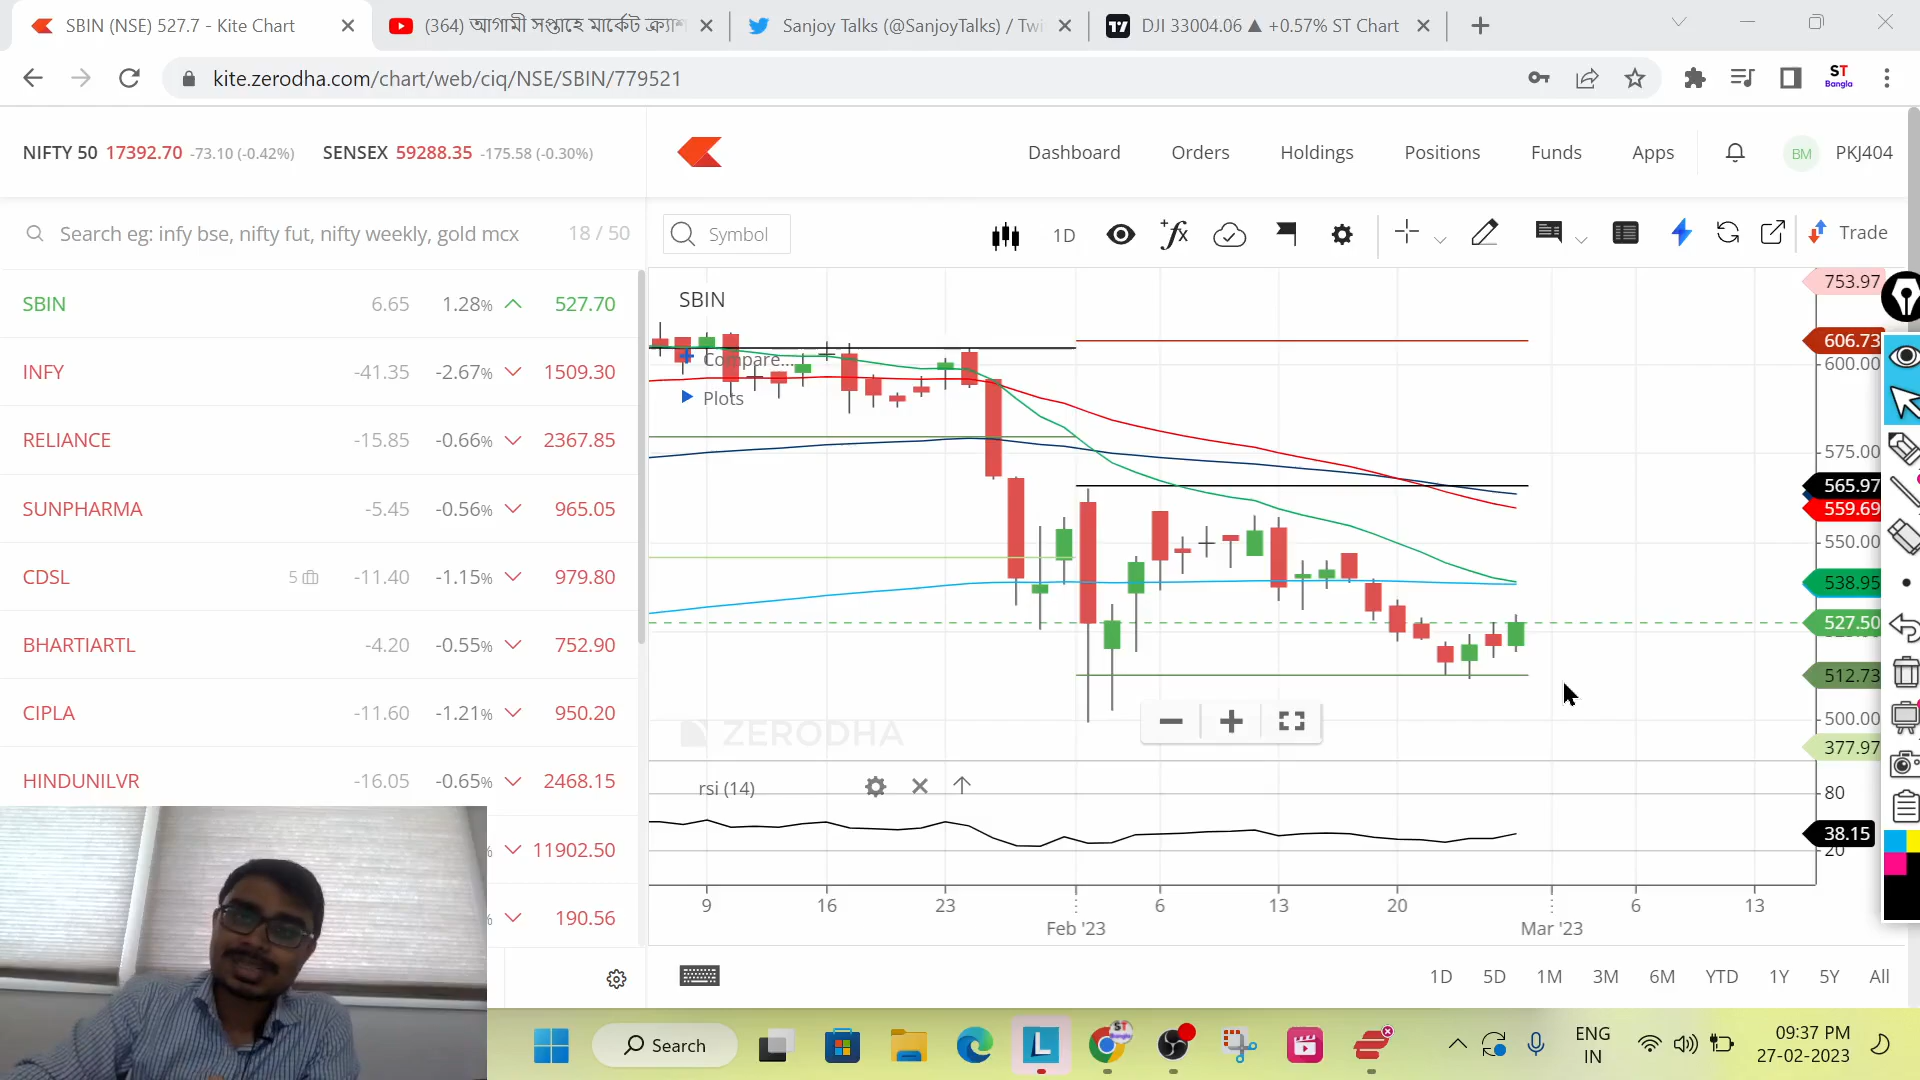 SBIN (NSE) 527.7 - Kite Chart
(364) আগামী সপ্তাহে মার্কেট ক্র্যাশ
Sanjoy Talks (@SanjoyTalks) / Twi
DJI 33004.06 ▲ +0.57% ST Chart
kite.zerodha.com/chart/web/ciq/NSE/SBIN/779521
ST
Bangla
NIFTY 50 17392.70 -73.10 (-0.42%) SENSEX 59288.35 -175.58 (-0.30%)
Dashboard Orders Holdings Positions Funds Apps BM PKJ404
Search eg: infy bse, nifty fut, nifty weekly, gold mcx 18 / 50
Symbol 1D Trade
SBIN 6.65 1.28% 527.70
INFY -41.35 -2.67% 1509.30
RELIANCE -15.85 -0.66% 2367.85
SUNPHARMA -5.45 -0.56% 965.05
CDSL 5 -11.40 -1.15% 979.80
BHARTIARTL -4.20 -0.55% 752.90
CIPLA -11.60 -1.21% 950.20
HINDUNILVR -16.05 -0.65% 2468.15
% 11902.50
% 190.56
SBIN
Compare...
Plots
753.97
606.73
600.00
575.00
565.97
559.69
550.00
538.95
527.50
512.73
500.00
377.97
ZERODHA
rsi (14)
80
38.15
20
9 16 23 6 13 20 6 13
Feb '23 Mar '23
1D 5D 1M 3M 6M YTD 1Y 5Y All
Search
L
ST
Bangla
ENG
IN
09:37 PM
27-02-2023